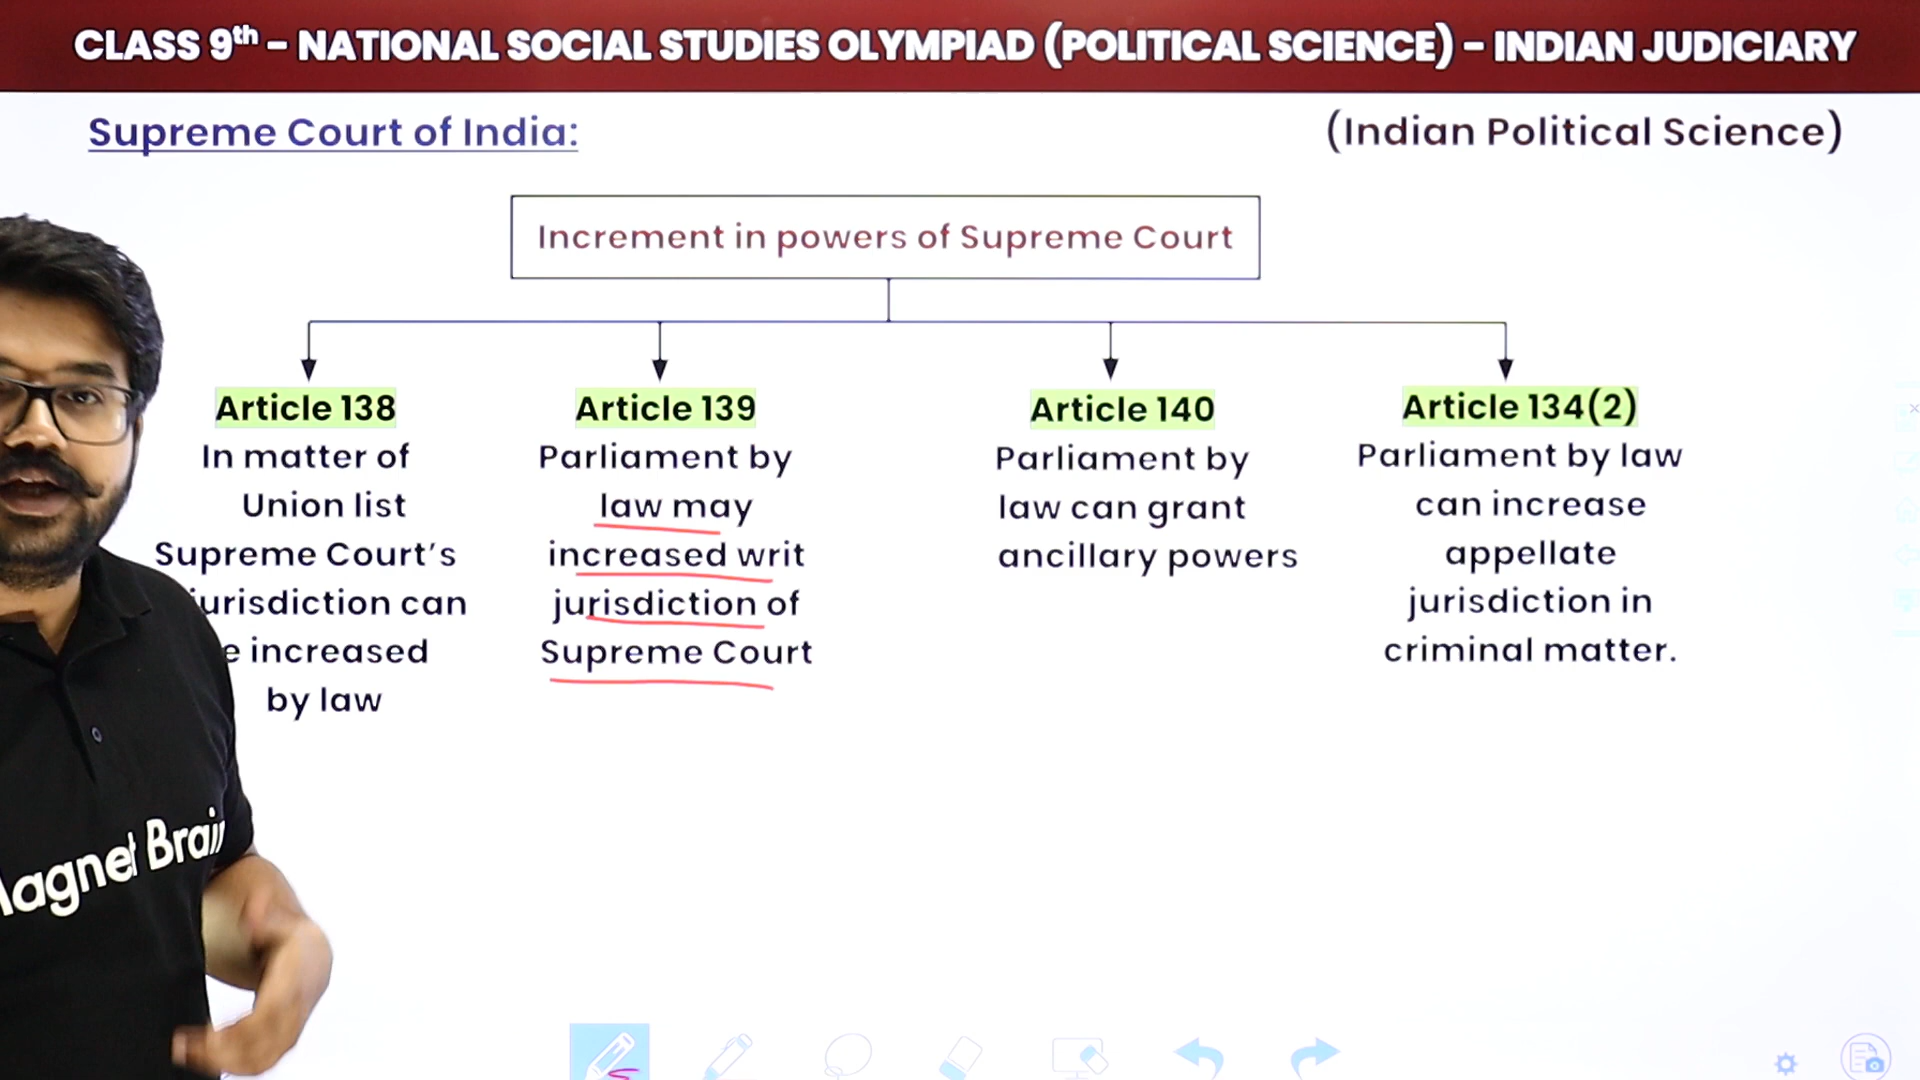 CLASS 9th - NATIONAL SOCIAL STUDIES OLYMPIAD (POLITICAL SCIENCE) - INDIAN JUDICIARY
Supreme Court of India:
(Indian Political Science)
Increment in powers of Supreme Court
Article 138
In matter of
Union list
Supreme Court's
jurisdiction can
e increased
by law
Article 139
Parliament by
law may
increased writ
jurisdiction of
Supreme Court
Article 140
Parliament by
law can grant
ancillary powers
Article 134(2)
Parliament by law
can increase
appellate
jurisdiction in
criminal matter.
Magnet Brain